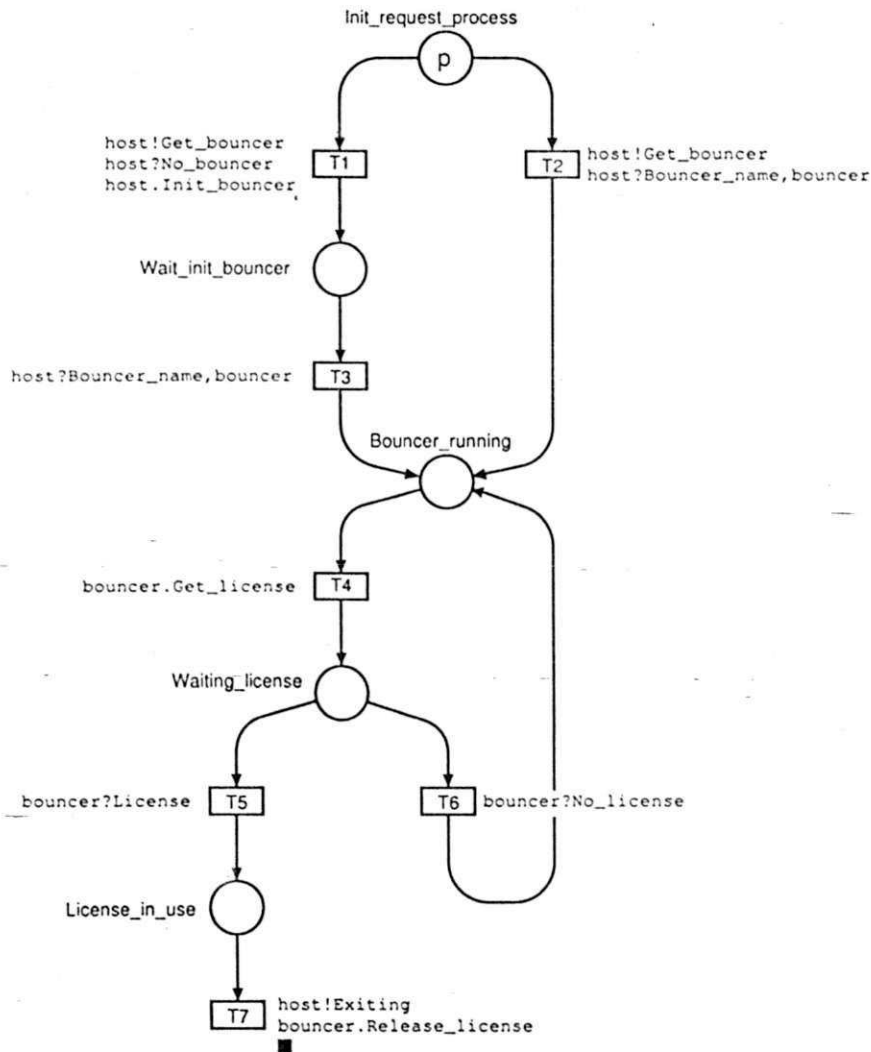 Init_request_process
p
host!Get_bouncer
host?No_bouncer
host.Init_bouncer
T1
T2
host!Get_bouncer
host?Bouncer_name,bouncer
Wait_init_bouncer
host?Bouncer_name,bouncer
T3
Bouncer_running
bouncer.Get_license
T4
Waiting_license
bouncer?License
T5
T6
bouncer?No_license
License_in_use
T7
host!Exiting
bouncer.Release_license